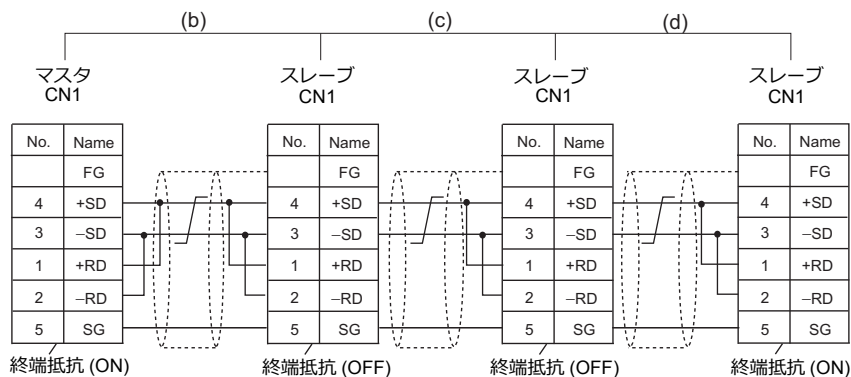 (b) (c) (d)
マスタ スレーブ スレーブ スレーブ
CN1 CN1 CN1 CN1
No. Name No. Name No. Name No. Name
FG FG FG FG
4 +SD 4 +SD 4 +SD 4 +SD
3 –SD 3 –SD 3 –SD 3 –SD
1 +RD 1 +RD 1 +RD 1 +RD
2 –RD 2 –RD 2 –RD 2 –RD
5 SG 5 SG 5 SG 5 SG
終端抵抗 (ON) 終端抵抗 (OFF) 終端抵抗 (OFF) 終端抵抗 (ON)